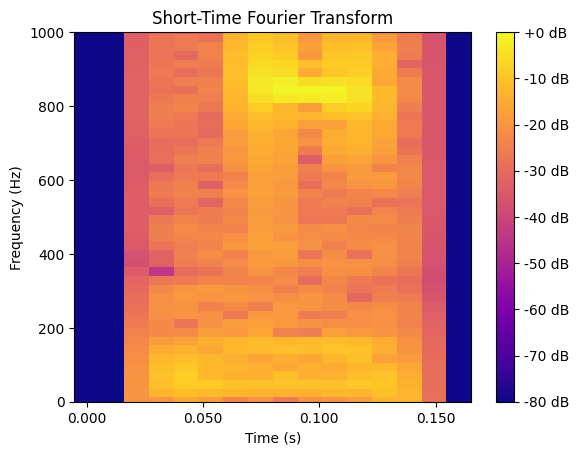 Short-Time Fourier Transform
1000
800
600
400
200
0
Frequency (Hz)
0.000
0.050
0.100
0.150
Time (s)
+0 dB
-10 dB
-20 dB
-30 dB
-40 dB
-50 dB
-60 dB
-70 dB
-80 dB